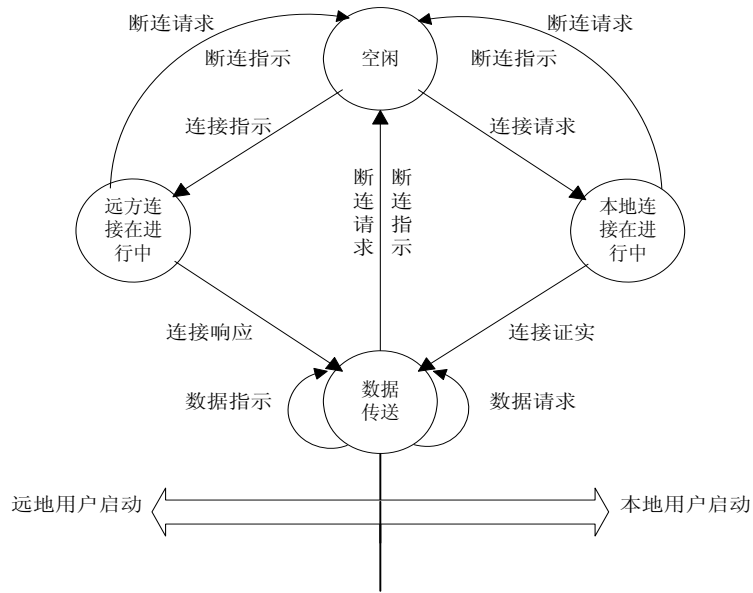 断连请求
断连请求
断连指示
空闲
断连指示
连接指示
连接请求
远方连
接在进
行中
断连请求
断连指示
本地连
接在进
行中
连接响应
连接证实
数据指示
数据
传送
数据请求
远地用户启动
本地用户启动